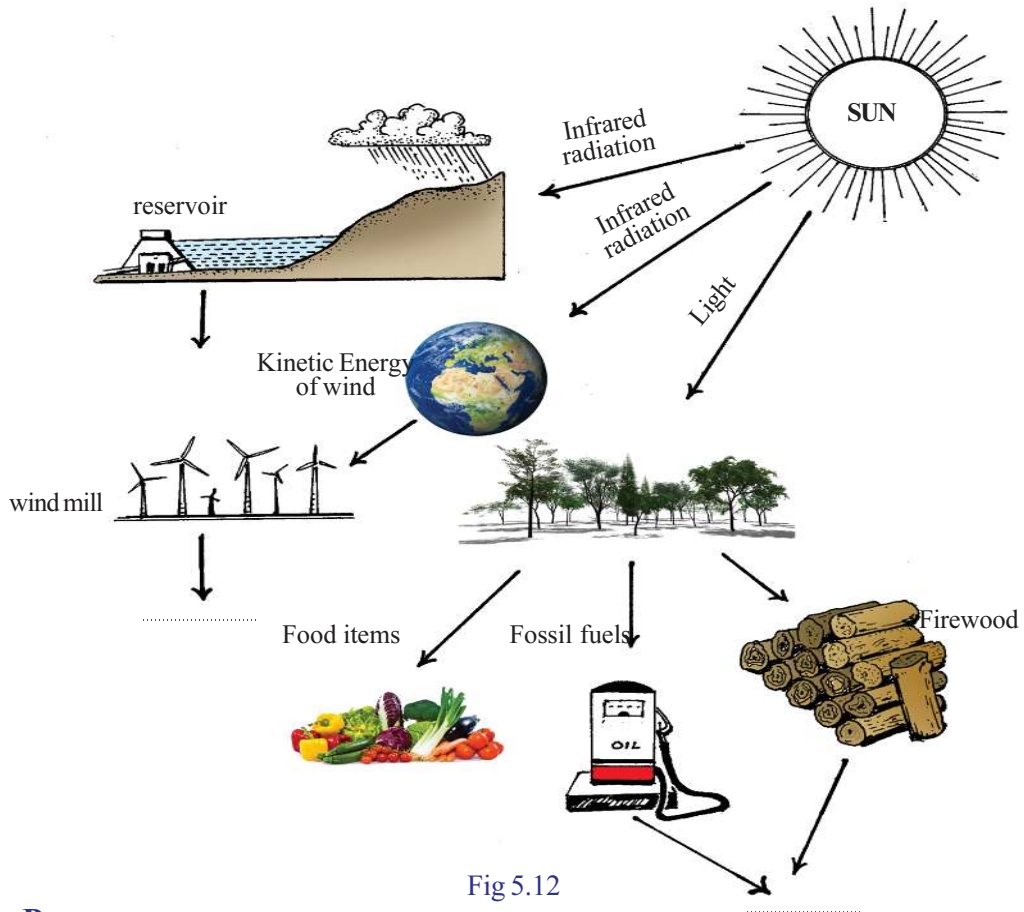 SUN
Infrared
radiation
Infrared
radiation
Light
reservoir
Kinetic Energy
of wind
wind mill
Food items
Fossil fuels
Firewood
OIL
Fig 5.12